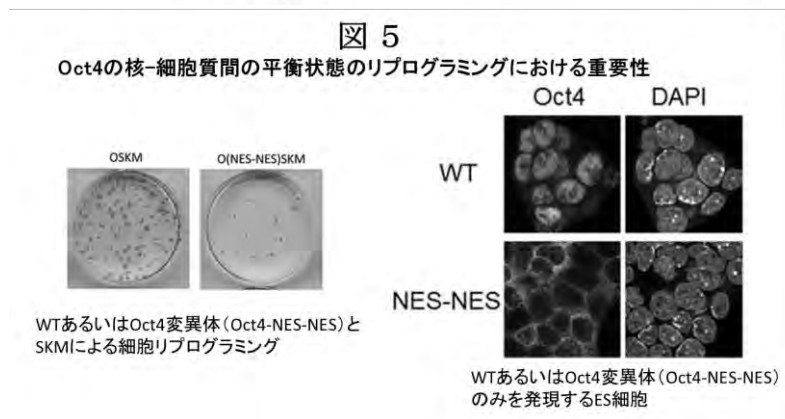 図 5
Oct4の核-細胞質間の平衡状態のリプログラミングにおける重要性
OSKM
O(NES-NES)SKM
WTあるいはOct4変異体(Oct4-NES-NES)と
SKMによる細胞リプログラミング
Oct4
DAPI
WT
NES-NES
WTあるいはOct4変異体(Oct4-NES-NES)
のみを発現するES細胞